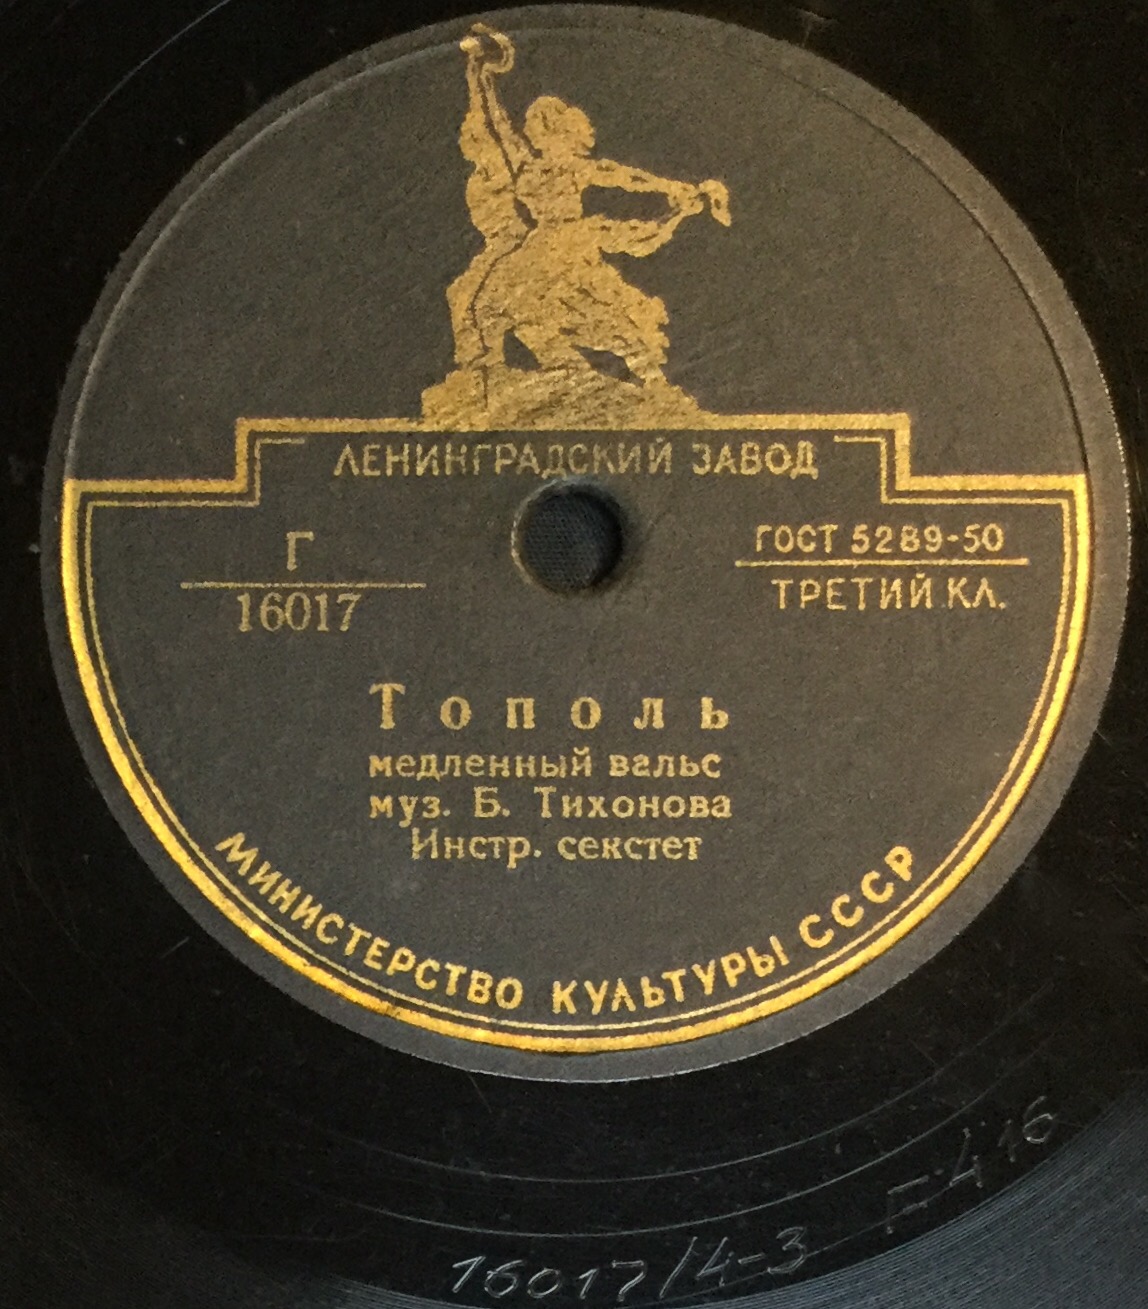 ЛЕНИНГРАДСКИЙ ЗАВОД
Г
16017
ГОСТ 5289-50
ТРЕТИЙ КЛ.
Тополь
медленный вальс
муз. Б. Тихонова
Инстр. секстет
МИНИСТЕРСТВО КУЛЬТУРЫ СССР
16017/4-3